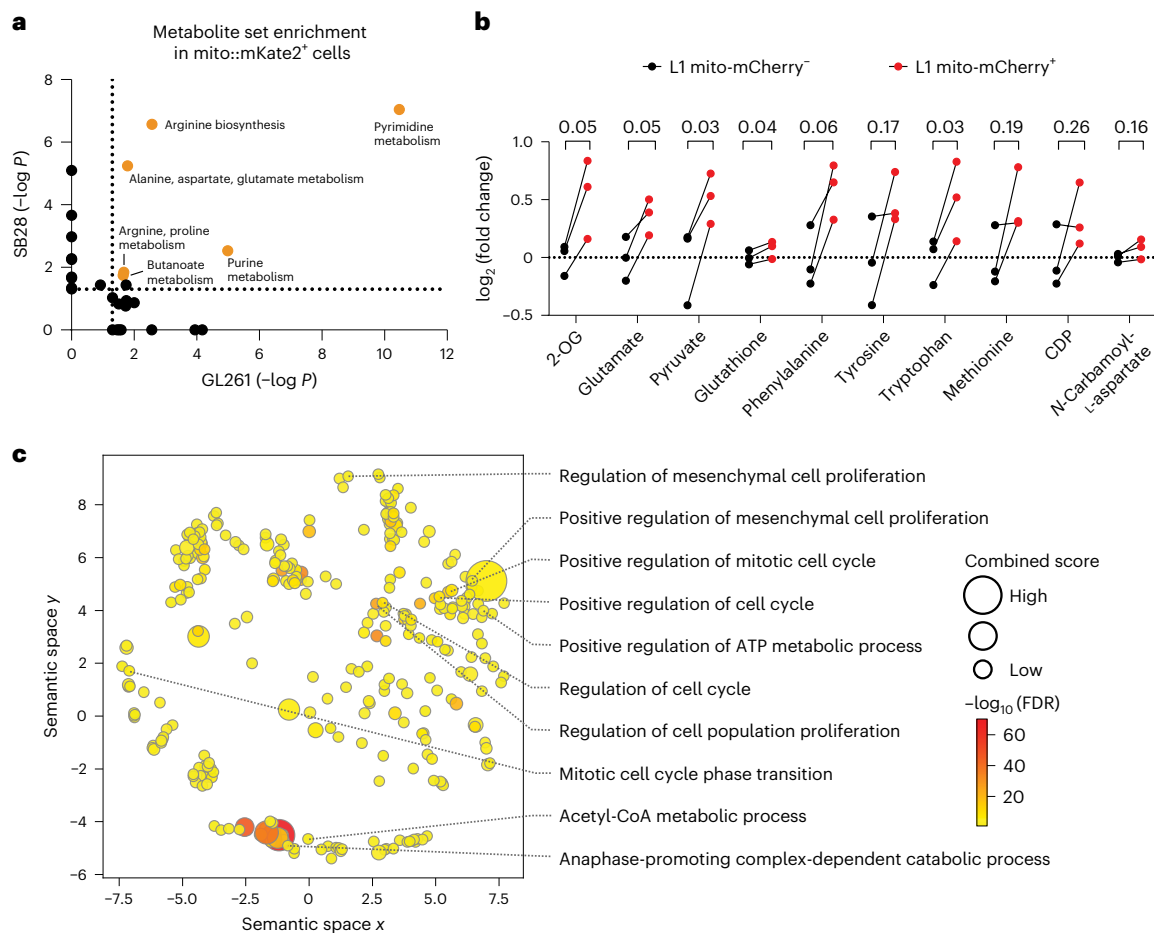 a
Metabolite set enrichment
in mito::mKate2⁺ cells
8
6
4
2
0
SB28 (–log P)
Arginine biosynthesis
Pyrimidine
metabolism
Alanine, aspartate, glutamate metabolism
Argnine, proline
metabolism
Butanoate
metabolism
Purine
metabolism
0 2 4 6 8 10 12
GL261 (–log P)
b
L1 mito-mCherry⁻ L1 mito-mCherry⁺
0.05 0.05 0.03 0.04 0.06 0.17 0.03 0.19 0.26 0.16
1.0
0.5
0
–0.5
log₂ (fold change)
2-OG
Glutamate
Pyruvate
Glutathione
Phenylalanine
Tyrosine
Tryptophan
Methionine
CDP
N-Carbamoyl-
L-aspartate
c
8
6
4
2
0
−2
−4
−6
Semantic space y
−7.5 −5.0 −2.5 0 2.5 5.0 7.5
Semantic space x
Regulation of mesenchymal cell proliferation
Positive regulation of mesenchymal cell proliferation
Positive regulation of mitotic cell cycle
Positive regulation of cell cycle
Positive regulation of ATP metabolic process
Regulation of cell cycle
Regulation of cell population proliferation
Mitotic cell cycle phase transition
Acetyl-CoA metabolic process
Anaphase-promoting complex-dependent catabolic process
Combined score
High
Low
−log₁₀ (FDR)
60
40
20